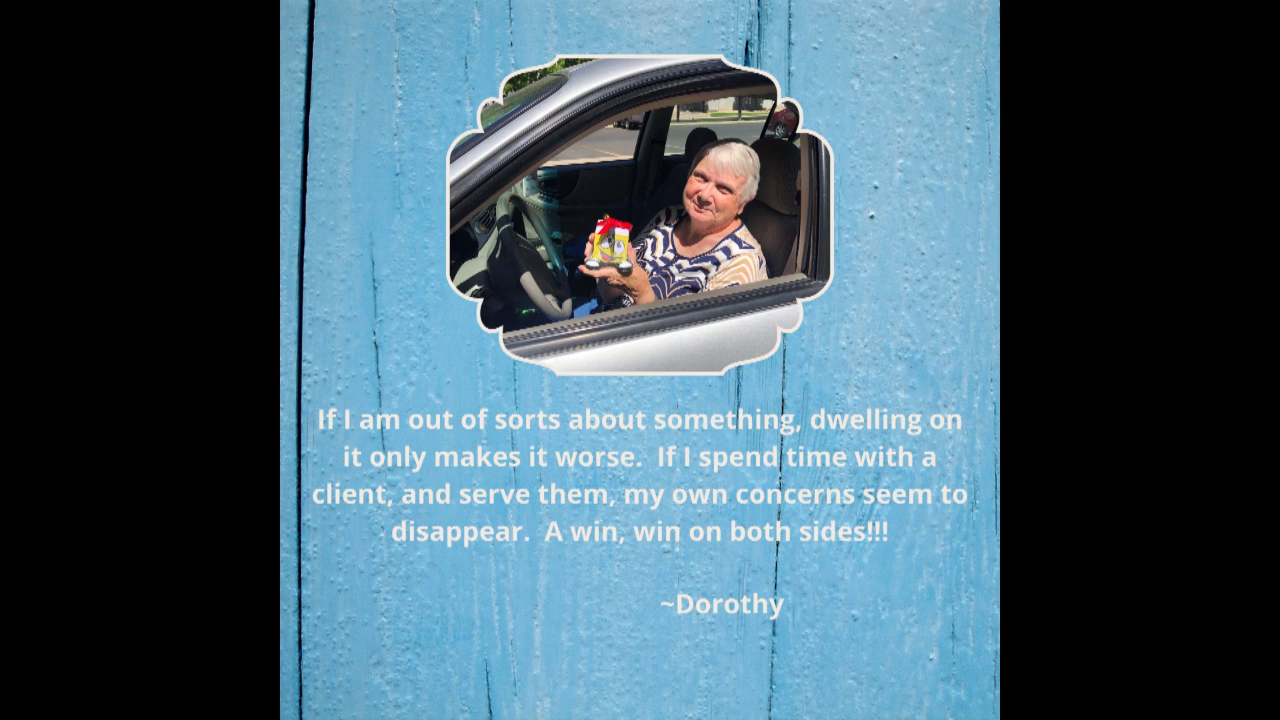 If I am out of sorts about something, dwelling on
it only makes it worse.  If I spend time with a
client, and serve them, my own concerns seem to
disappear.  A win, win on both sides!!!
~Dorothy